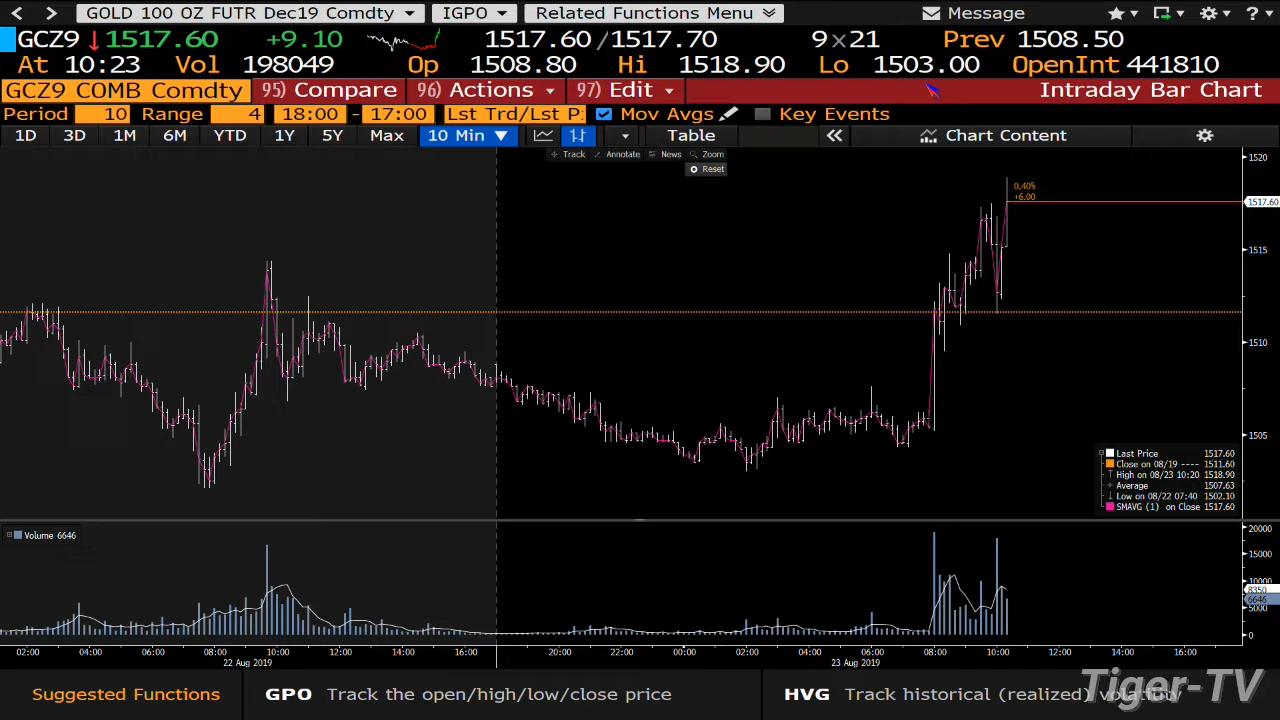 GOLD 100 OZ FUTR Dec19 Comdty IGPO Related Functions Menu Message ?
GCZ9 1517.60 +9.10 1517.60/1517.70 9x21 Prev 1508.50
At 10:23 Vol 198049 Op 1508.80 Hi 1518.90 Lo 1503.00 OpenInt 441810
GCZ9 COMB Comdty 95) Compare 96) Actions 97) Edit Intraday Bar Chart
Period 10 Range 4 18:00 - 17:00 Lst Trd/Lst P: Mov Avgs Key Events
1D 3D 1M 6M YTD 1Y 5Y Max 10 Min Table Chart Content
Track Annotate News Zoom
Reset
1520
0.40%
+6.00
1517.60
1515
1510
1505
Last Price 1517.60
Close on 08/19 ---- 1511.60
High on 08/23 10:20 1518.90
Average 1507.63
Low on 08/22 07:40 1502.10
SMAVG (1) on Close 1517.60
Volume 6646
20000
15000
10000
8350
6646
5000
0
02:00 04:00 06:00 08:00 10:00 12:00 14:00 16:00 20:00 22:00 00:00 02:00 04:00 06:00 08:00 10:00 12:00 14:00 16:00
22 Aug 2019 23 Aug 2019
Suggested Functions GPO Track the open/high/low/close price HVG Track historical (realized) volatility
Tiger-TV